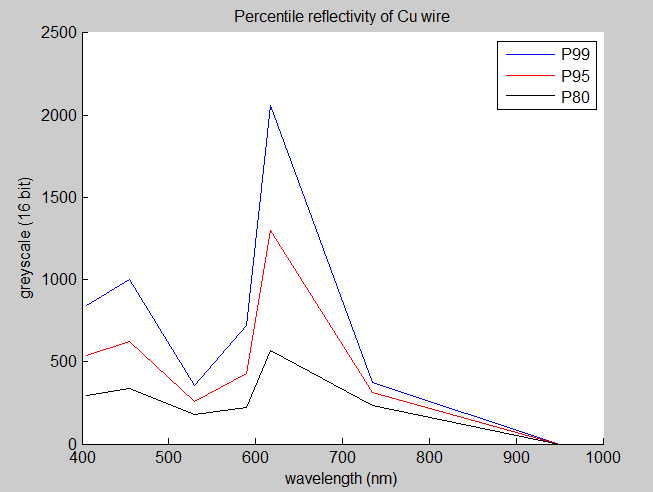 Percentile reflectivity of Cu wire
P99
P95
P80
2500
2000
1500
1000
500
0
greyscale (16 bit)
400 500 600 700 800 900 1000
wavelength (nm)